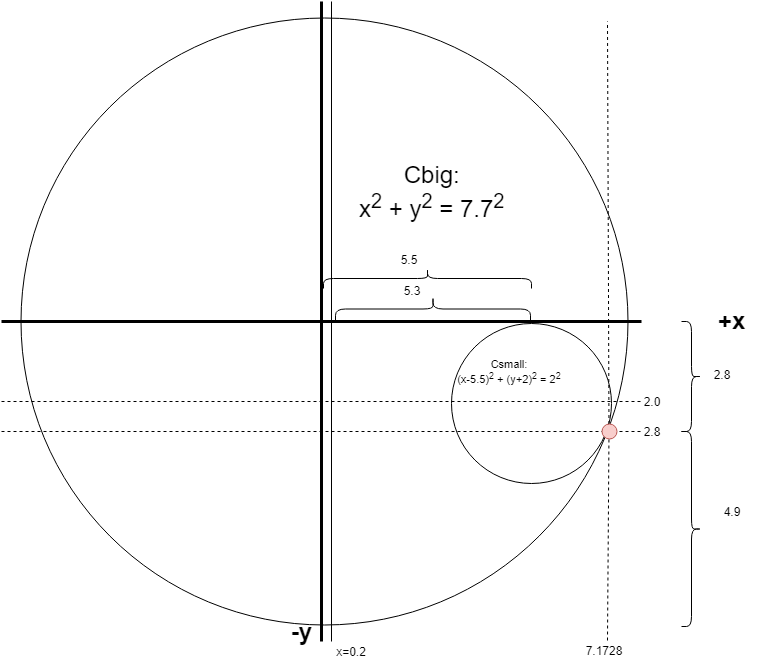 Cbig:
x² + y² = 7.7²
5.5
5.3
+x
Csmall:
(x-5.5)² + (y+2)² = 2²
2.8
2.0
2.8
4.9
-y
x=0.2
7.1728